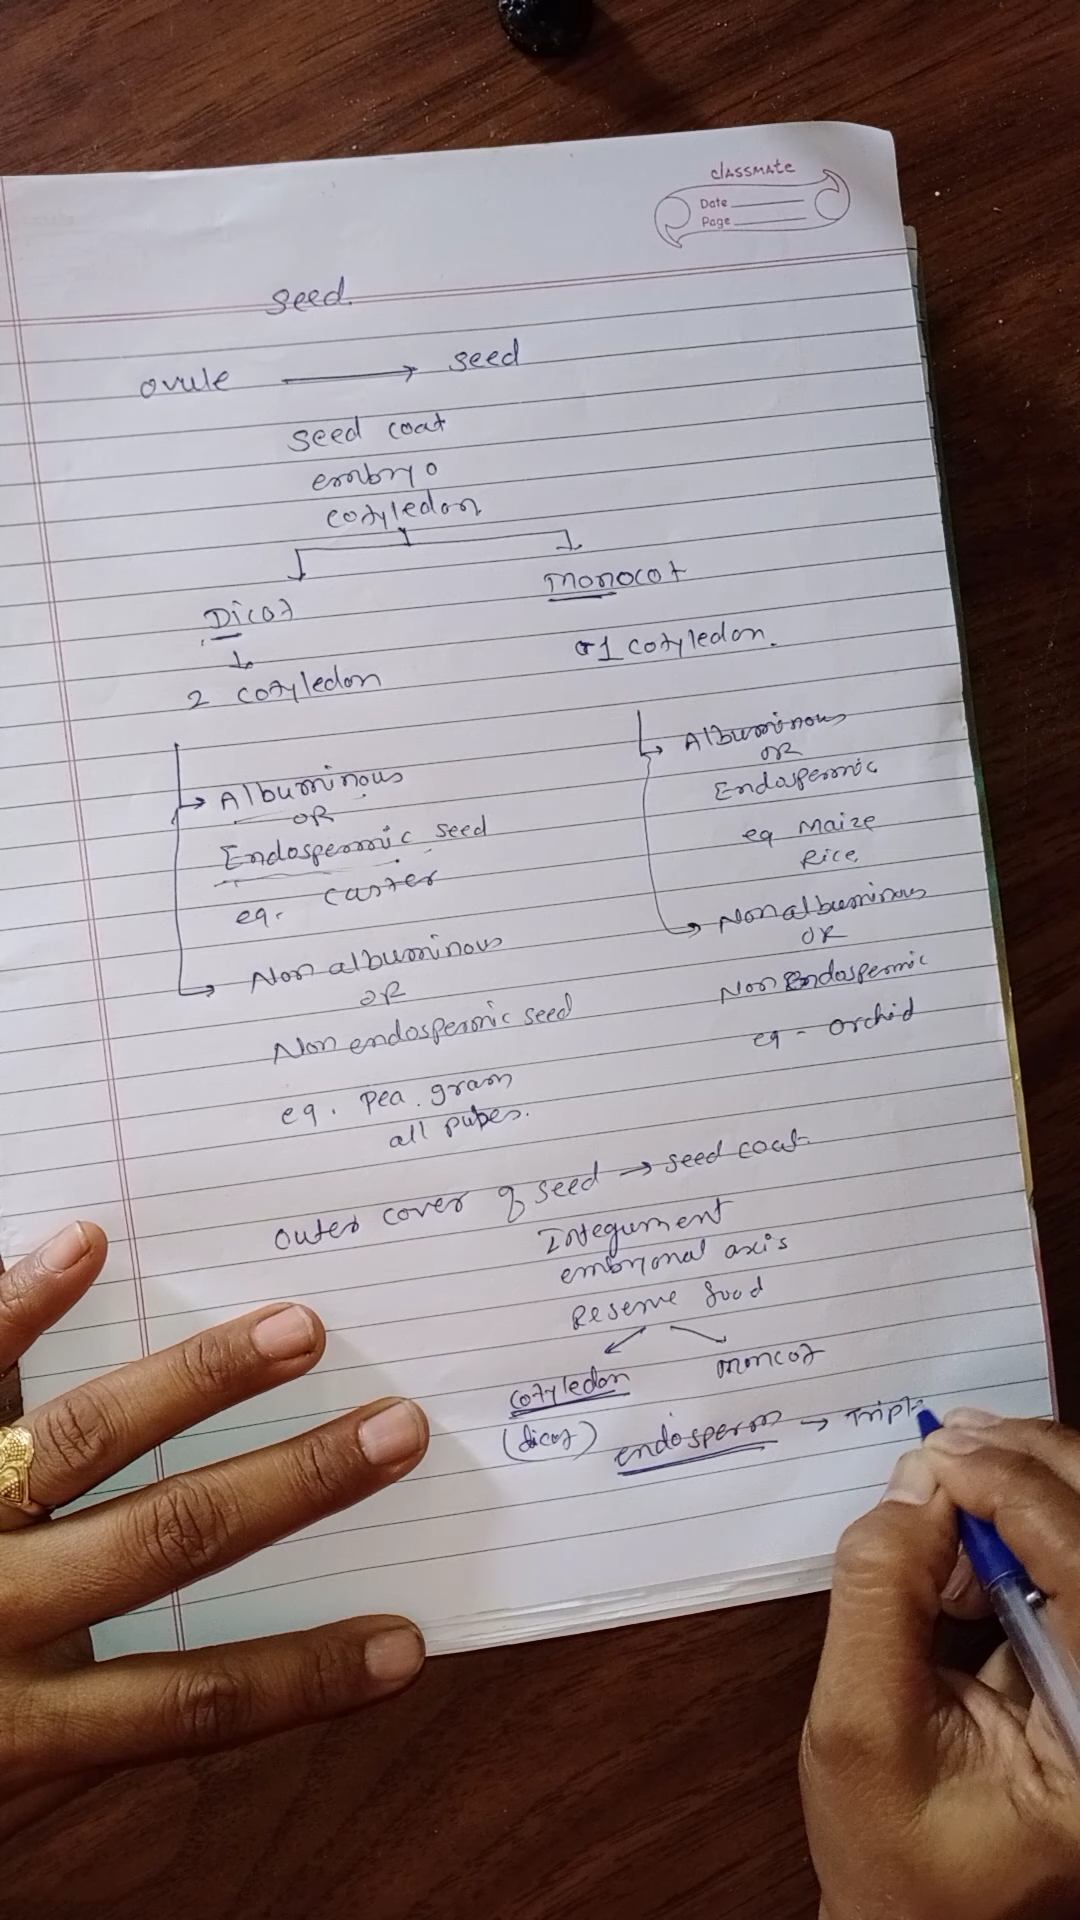 classmate
Date
Page
seed.
ovule → seed
seed coat
embryo
cotyledon
Dicot
Monocot
2 cotyledon
1 cotyledon.
Albuminous
OR
Endospermic seed
eg. caster
Non albuminous
OR
Non endospermic seed
eg. pea. gram
all pulses.
Albuminous
OR
Endospermic
eg Maize
Rice
Non albuminous
OR
Non Endospermic
eg - orchid
outer cover of seed → seed coat
Integument
embryonal axis
Reserve food
cotyledon
(dicot)
moncot
endosperm → Tripl